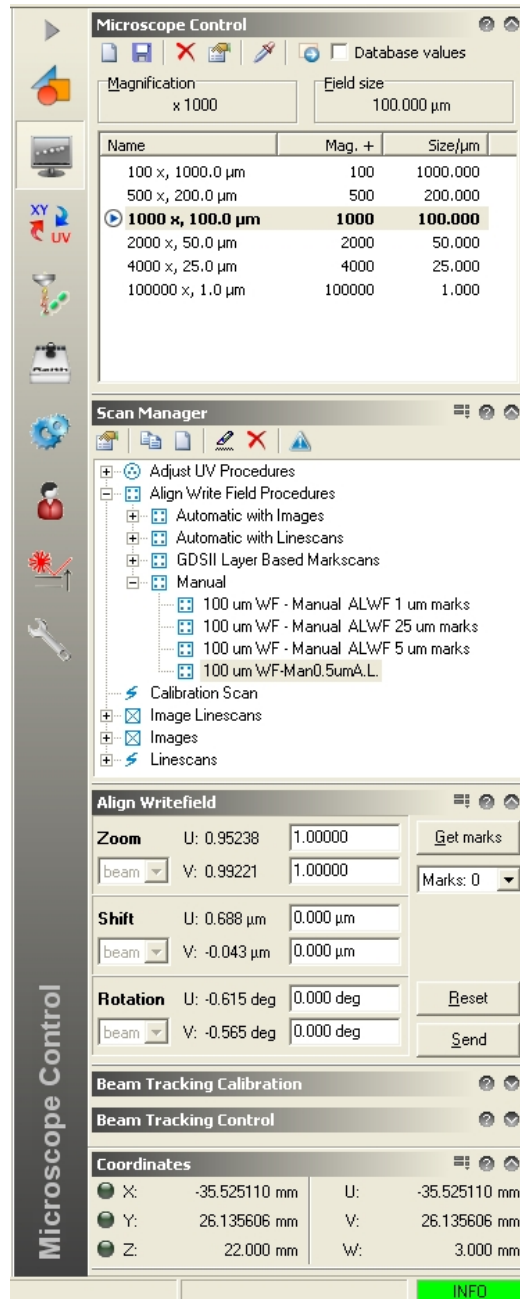 Microscope Control
Database values
Magnification
x 1000
Field size
100.000 µm
Name Mag. + Size/µm
100 x, 1000.0 µm 100 1000.000
500 x, 200.0 µm 500 200.000
1000 x, 100.0 µm 1000 100.000
2000 x, 50.0 µm 2000 50.000
4000 x, 25.0 µm 4000 25.000
100000 x, 1.0 µm 100000 1.000
XY
UV
Raith
Scan Manager
Adjust UV Procedures
Align Write Field Procedures
Automatic with Images
Automatic with Linescans
GDSII Layer Based Markscans
Manual
100 um WF - Manual ALWF 1 um marks
100 um WF - Manual ALWF 25 um marks
100 um WF - Manual ALWF 5 um marks
100 um WF-Man0.5umA.L.
Calibration Scan
Image Linescans
Images
Linescans
Align Writefield
Zoom U: 0.95238 1.00000 Get marks
beam V: 0.99221 1.00000 Marks: 0
Shift U: 0.688 µm 0.000 µm
beam V: -0.043 µm 0.000 µm
Rotation U: -0.615 deg 0.000 deg Reset
beam V: -0.565 deg 0.000 deg Send
Beam Tracking Calibration
Beam Tracking Control
Coordinates
X: -35.525110 mm U: -35.525110 mm
Y: 26.135606 mm V: 26.135606 mm
Z: 22.000 mm W: 3.000 mm
Microscope Control
INFO